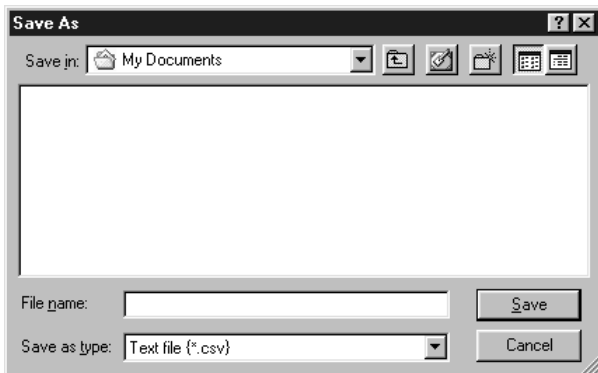 Save As
Save in: My Documents
File name: Save
Save as type: Text file {*.csv} Cancel